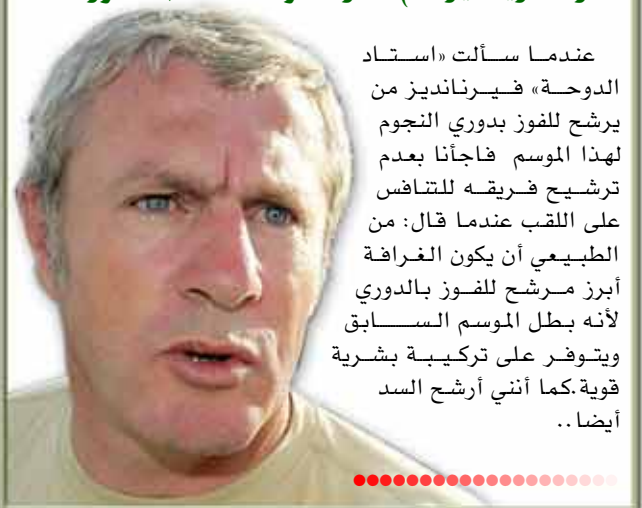 عندما سألت «استاد
الدوحة» فيرنانديز من
يرشح للفوز بدوري النجوم
لهذا الموسم فاجأنا بعدم
ترشيح فريقه للتنافس
على اللقب عندما قال: من
الطبيعي أن يكون الغرافة
أبرز مرشح للفوز بالدوري
لأنه بطل الموسم السابق
ويتوفر على تركيبة بشرية
قوية.كما أنني أرشح السد
أيضا..